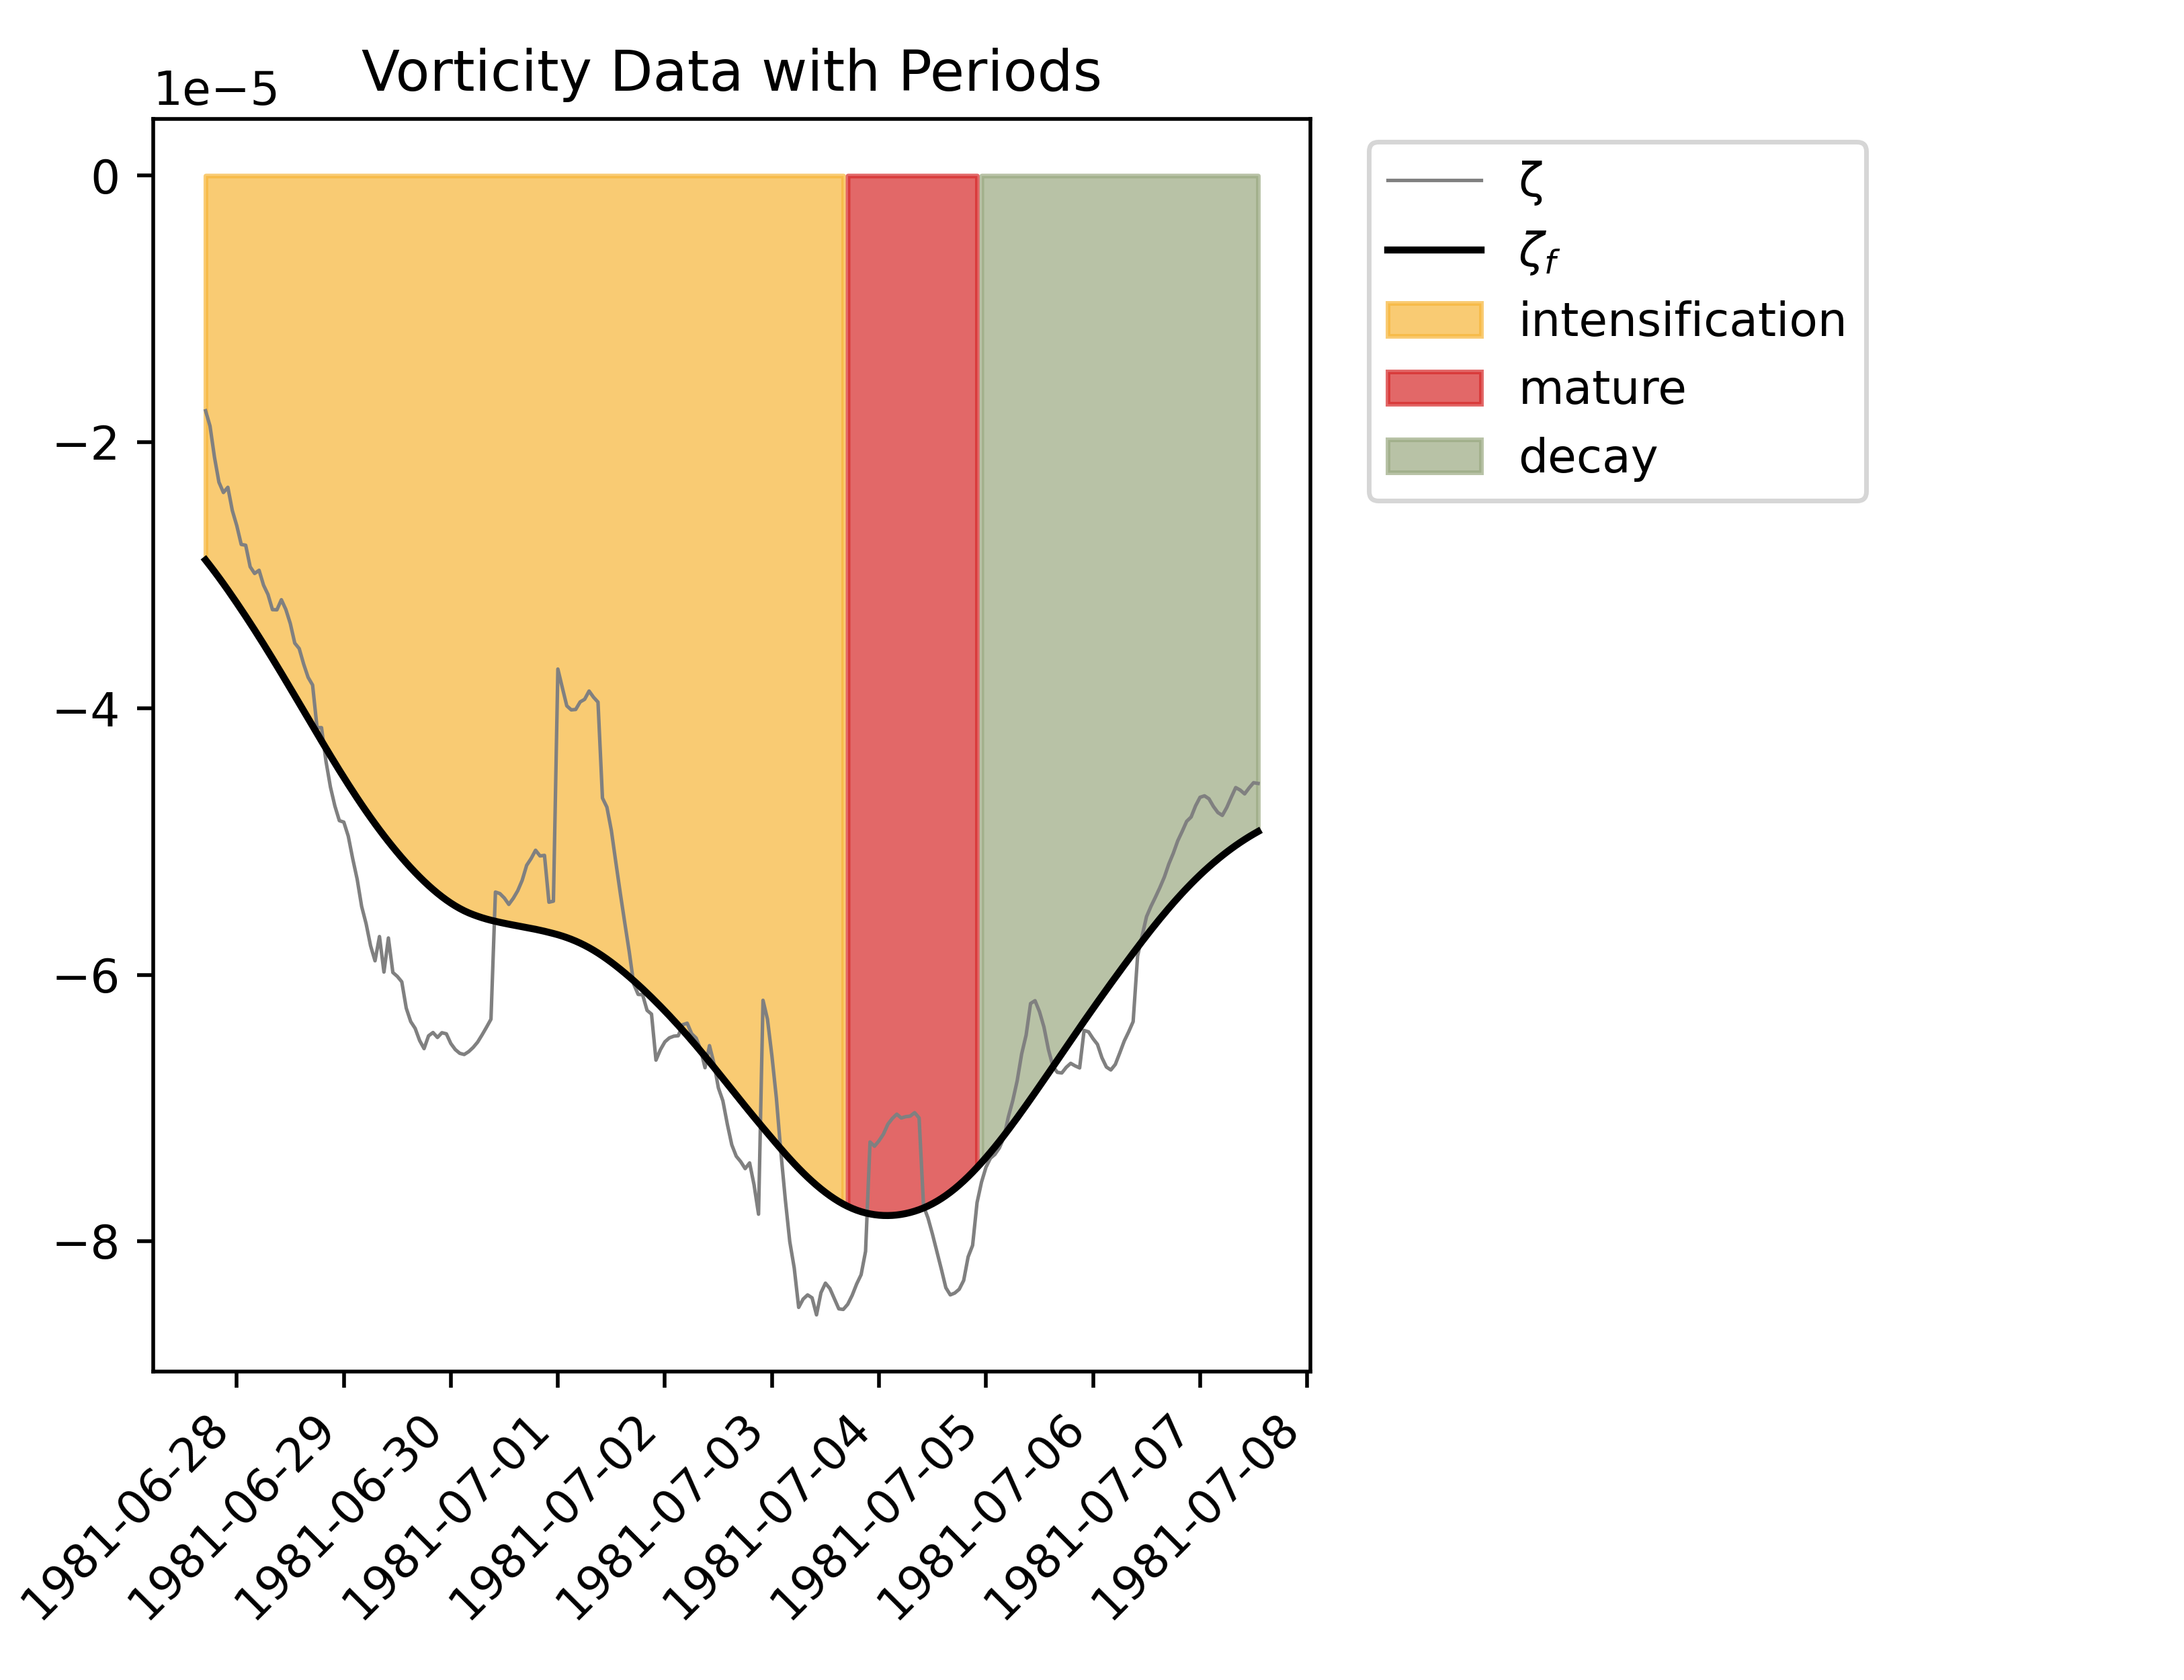 Vorticity Data with Periods
1e−5
0
−2
−4
−6
−8
1981-06-28
1981-06-29
1981-06-30
1981-07-01
1981-07-02
1981-07-03
1981-07-04
1981-07-05
1981-07-06
1981-07-07
1981-07-08
ζ
ζf
intensification
mature
decay